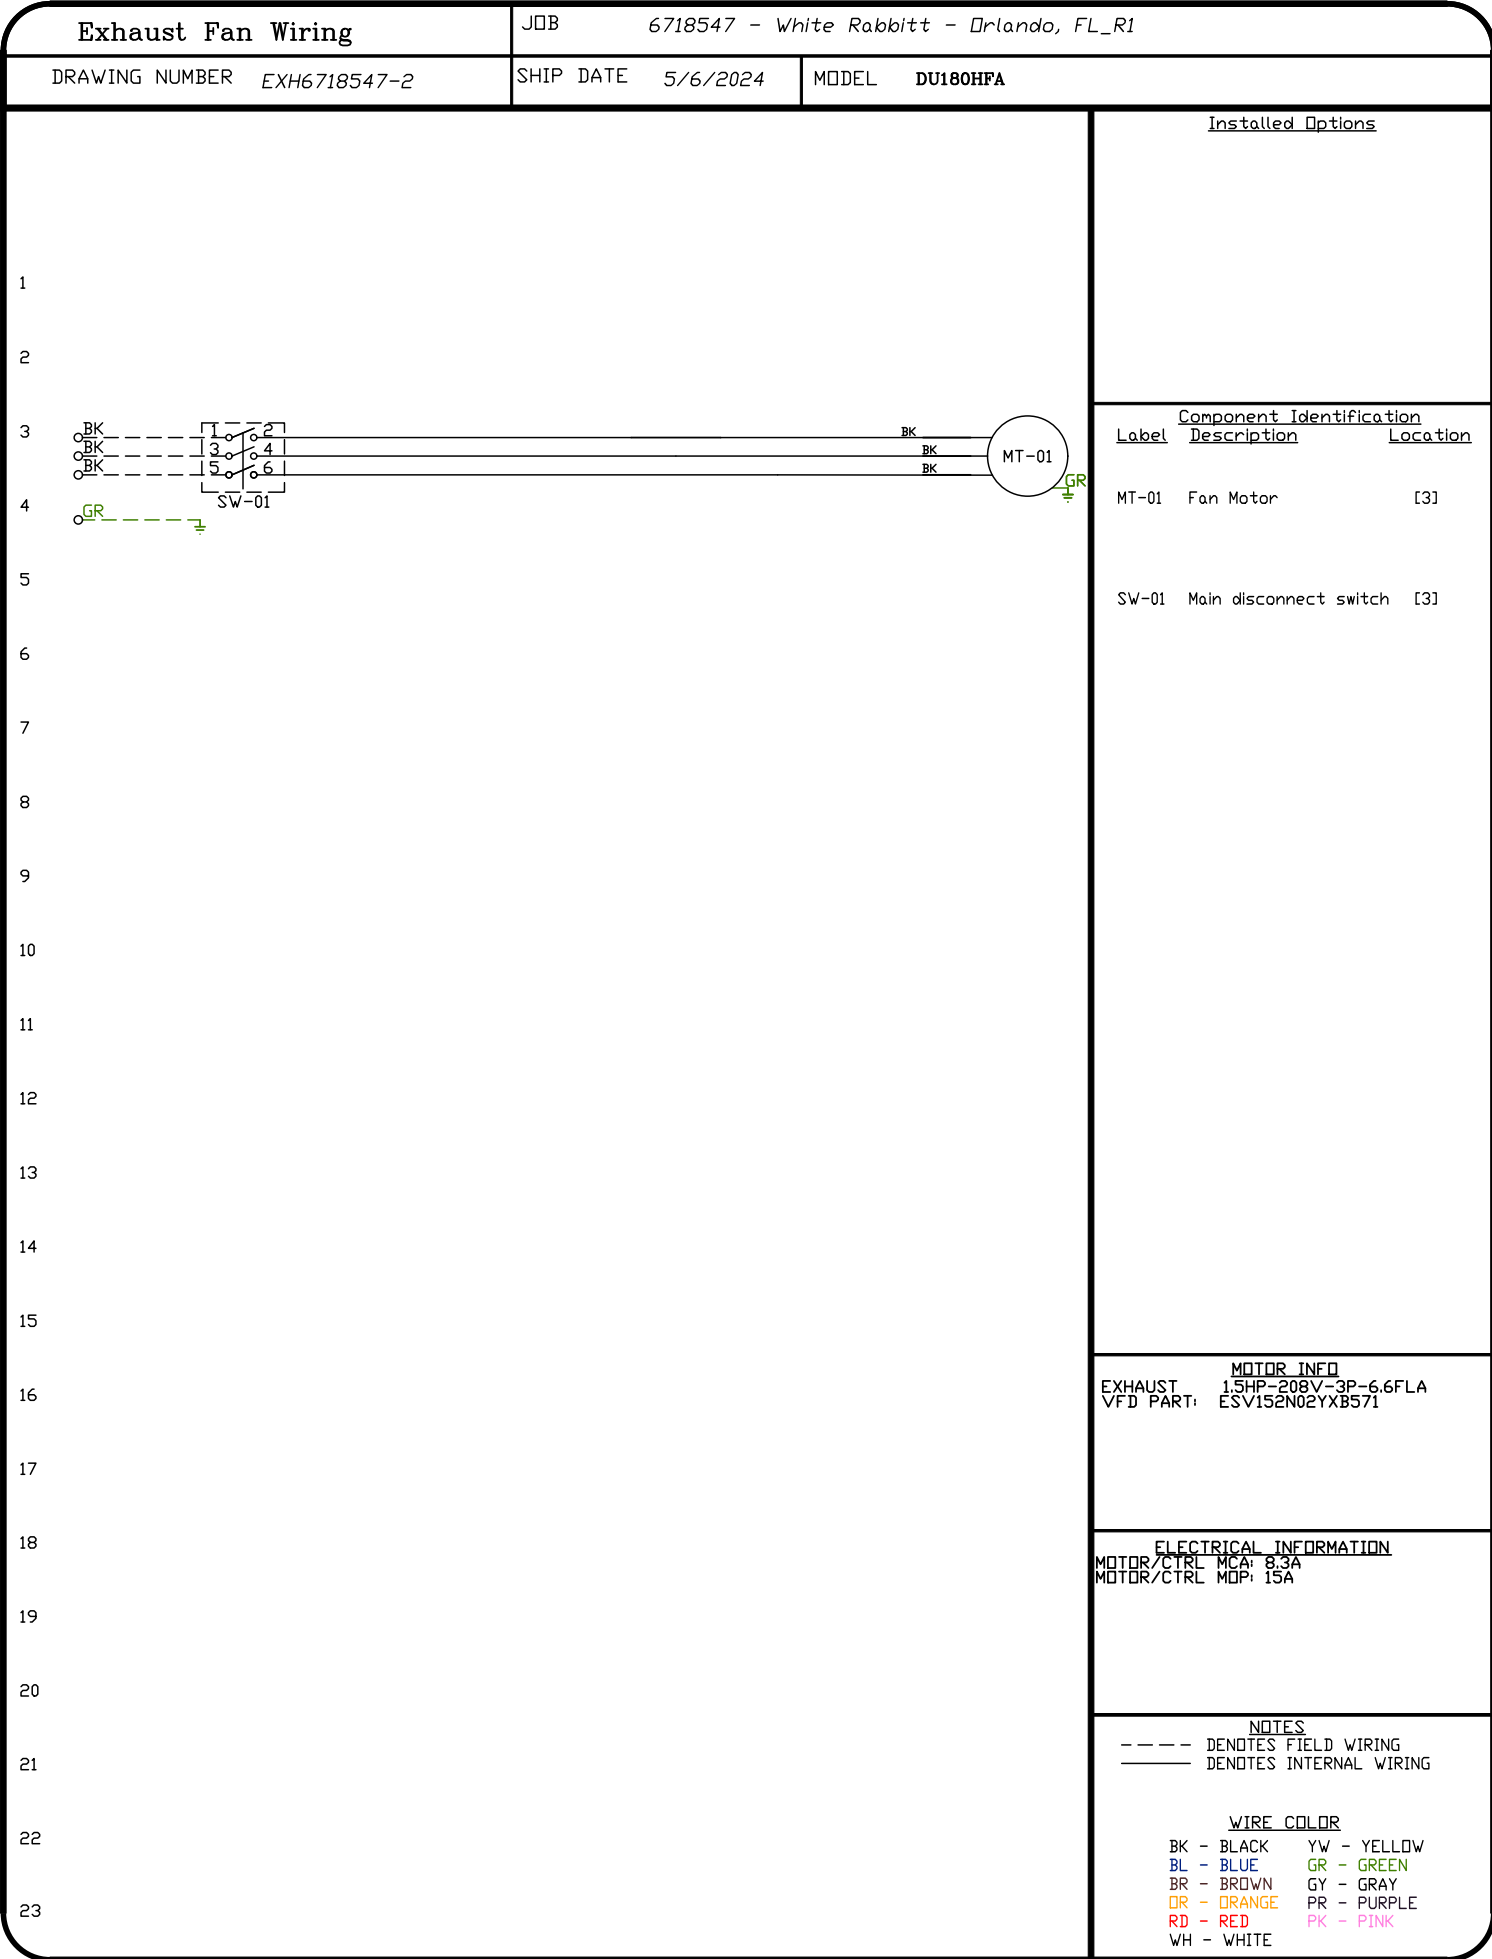 Exhaust Fan Wiring
JOB 6718547 - White Rabbitt - Orlando, FL_R1
DRAWING NUMBER EXH6718547-2
SHIP DATE 5/6/2024
MODEL DU180HFA
Installed Options
1
2
3
BK 1 2 BK
BK 3 4 BK
BK 5 6 BK
MT-01
GR
SW-01
4
GR
5
6
7
8
9
10
11
12
13
14
15
16
17
18
19
20
21
22
23
Component Identification
Label Description Location
MT-01 Fan Motor [3]
SW-01 Main disconnect switch [3]
MOTOR INFO
EXHAUST 1.5HP-208V-3P-6.6FLA
VFD PART: ESV152N02YXB571
ELECTRICAL INFORMATION
MOTOR/CTRL MCA: 8.3A
MOTOR/CTRL MOP: 15A
NOTES
DENOTES FIELD WIRING
DENOTES INTERNAL WIRING
WIRE COLOR
BK - BLACK YW - YELLOW
BL - BLUE GR - GREEN
BR - BROWN GY - GRAY
OR - ORANGE PR - PURPLE
RD - RED PK - PINK
WH - WHITE